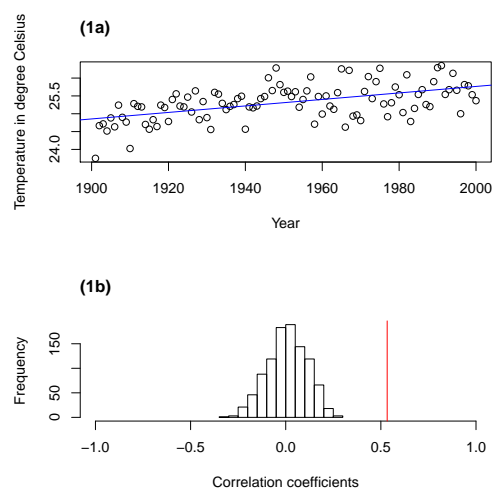 (1a)
Temperature in degree Celsius
25.5
24.0
1900 1920 1940 1960 1980 2000
Year
(1b)
Frequency
150
50
0
−1.0 −0.5 0.0 0.5 1.0
Correlation coefficients